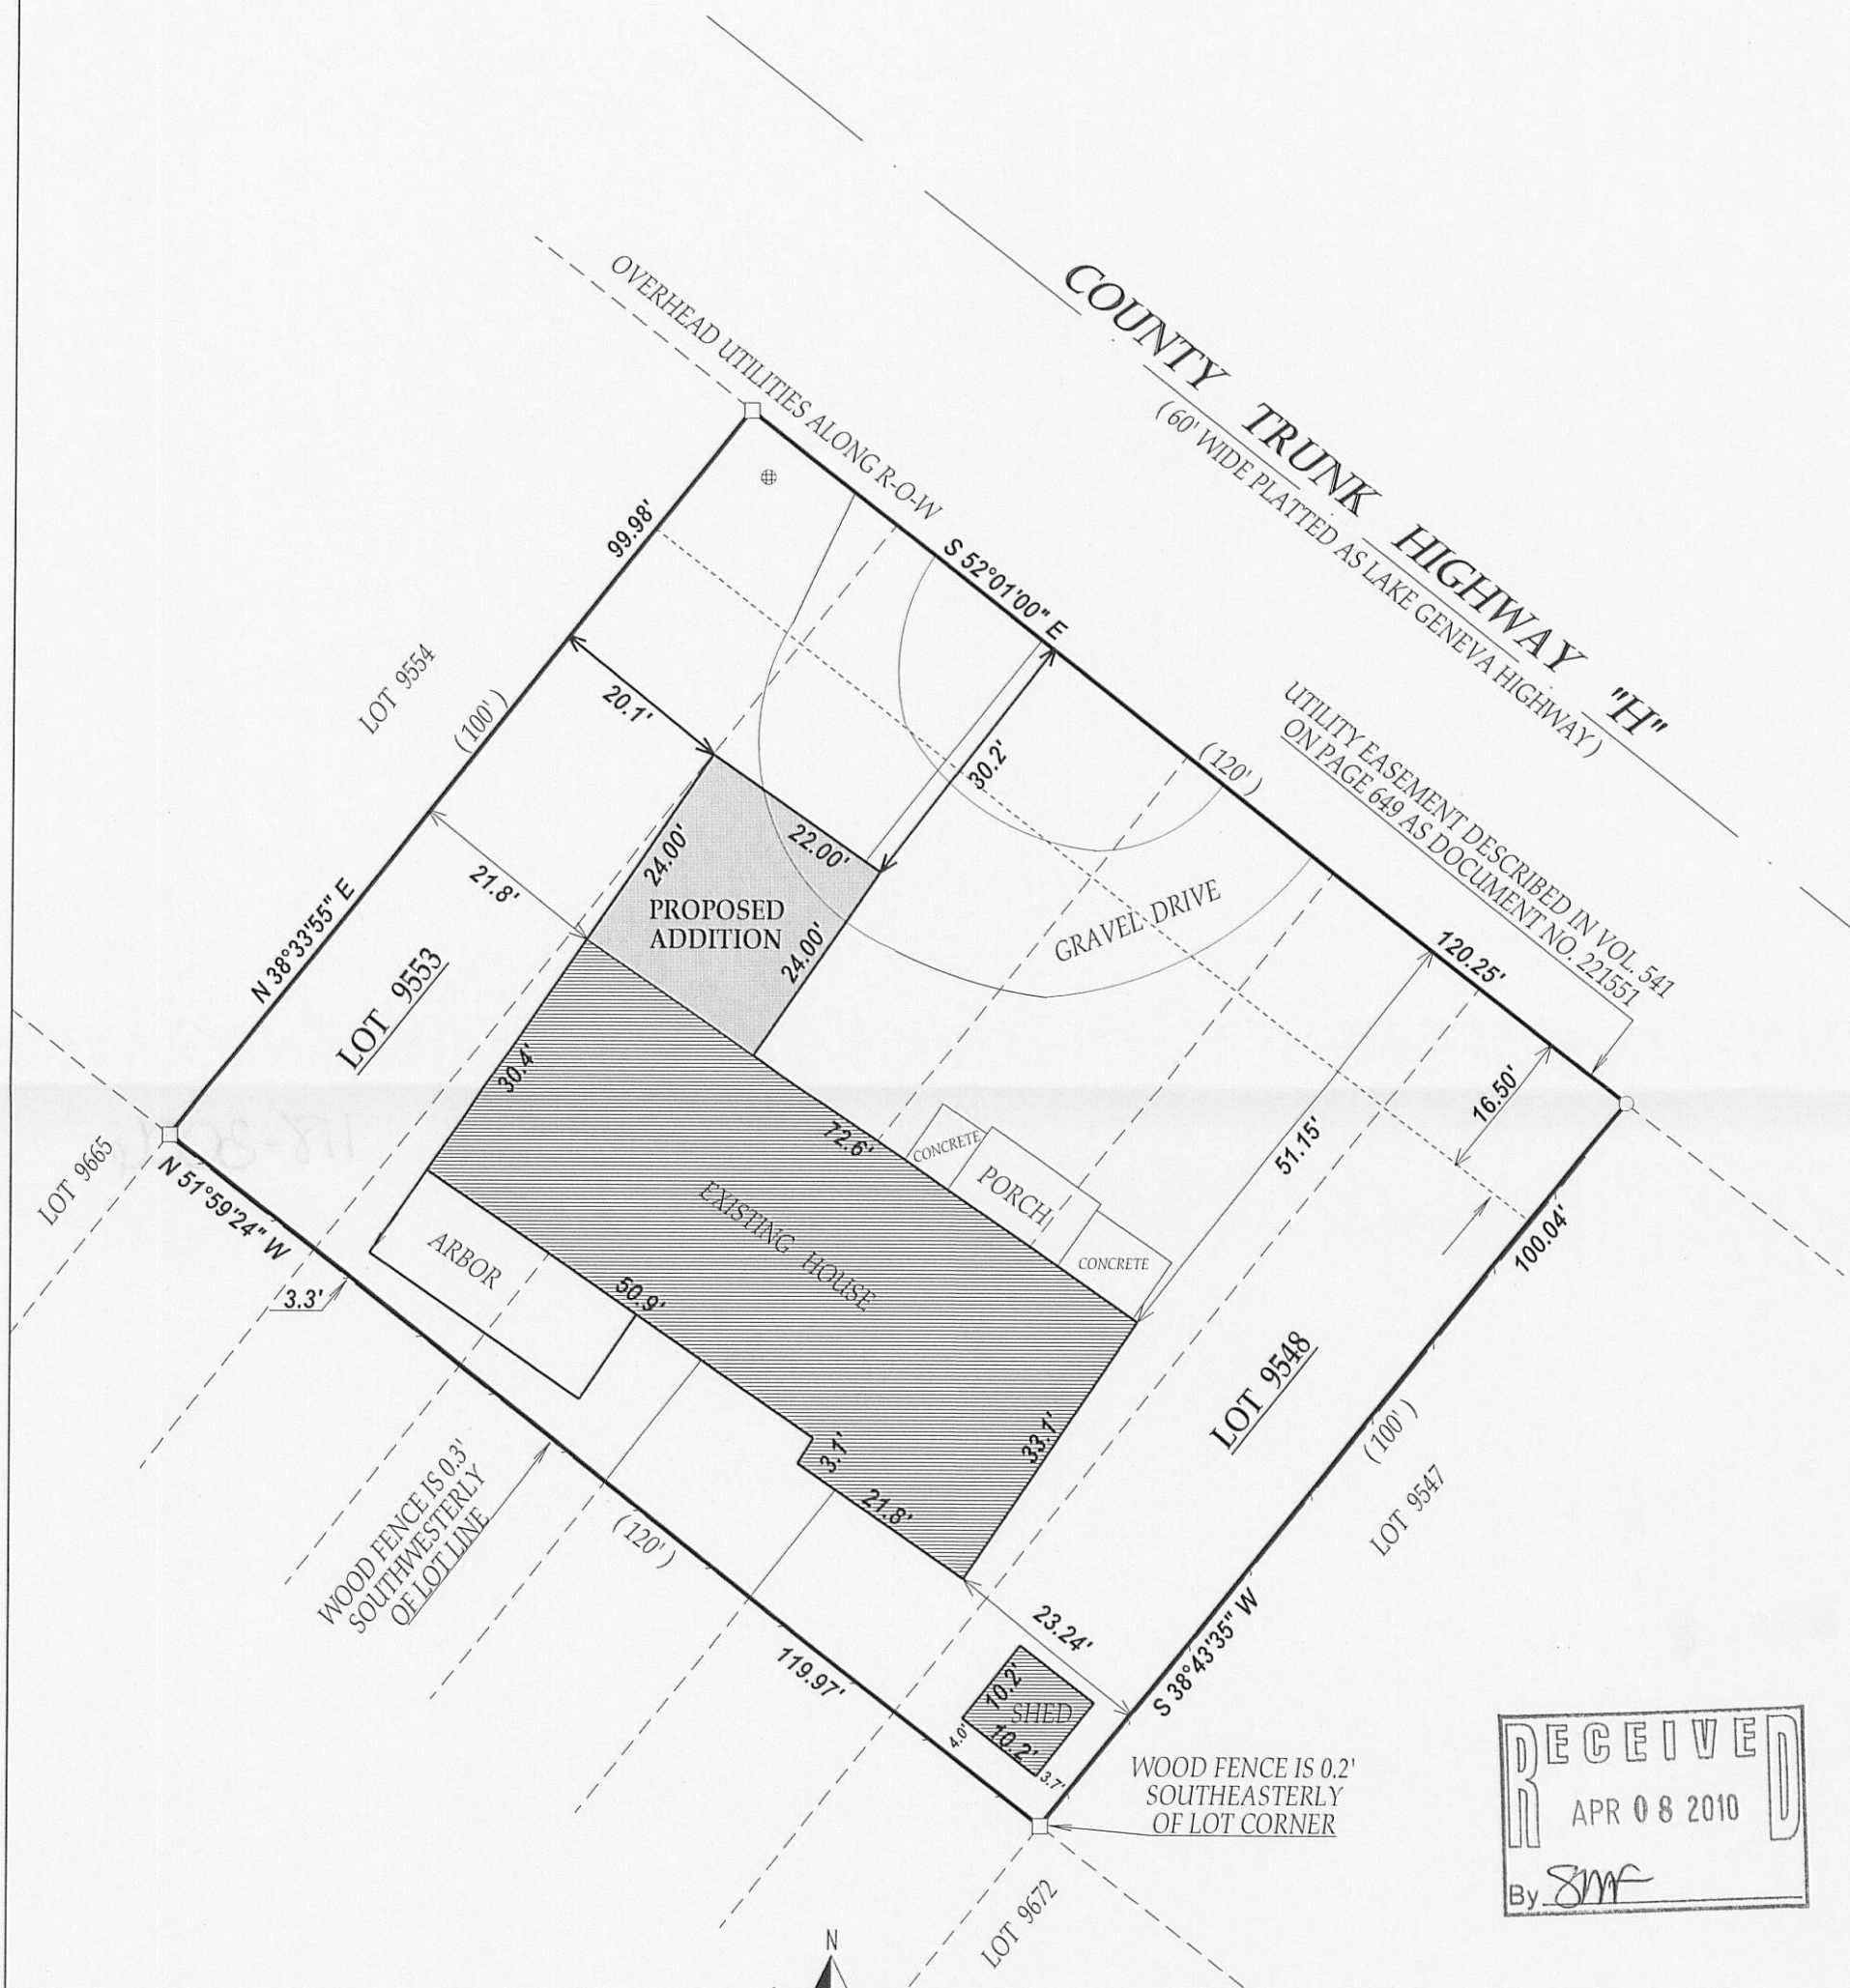 COUNTY TRUNK HIGHWAY "H"
( 60' WIDE PLATTED AS LAKE GENEVA HIGHWAY )
OVERHEAD UTILITIES ALONG R-O-W
S 52°01'00" E
( 120' )
120.25'
UTILITY EASEMENT DESCRIBED IN VOL. 541
ON PAGE 649 AS DOCUMENT NO. 221551
99.98'
LOT 9554
( 100' )
20.1'
30.2'
22.00'
24.00'
PROPOSED
ADDITION
24.00'
21.8'
GRAVEL DRIVE
N 38°33'55" E
LOT 9553
30.4'
51.15'
16.50'
72.6'
CONCRETE
PORCH
CONCRETE
EXISTING HOUSE
100.04'
LOT 9665
N 51°59'24" W
3.3'
ARBOR
50.9'
3.1'
21.8'
33.1'
LOT 9548
( 100' )
LOT 9547
WOOD FENCE IS 0.3'
SOUTHWESTERLY
OF LOT LINE
( 120' )
119.97'
23.24'
S 38°43'35" W
10.2'
SHED
10.2'
4.0'
3.7'
WOOD FENCE IS 0.2'
SOUTHEASTERLY
OF LOT CORNER
LOT 9672
N
RECEIVED
APR 08 2010
By